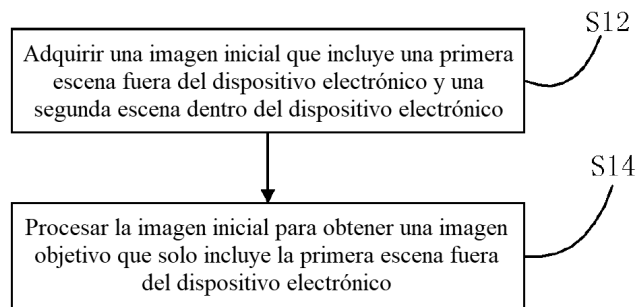 S12
Adquirir una imagen inicial que incluye una primera
escena fuera del dispositivo electrónico y una
segunda escena dentro del dispositivo electrónico
S14
Procesar la imagen inicial para obtener una imagen
objetivo que solo incluye la primera escena fuera
del dispositivo electrónico